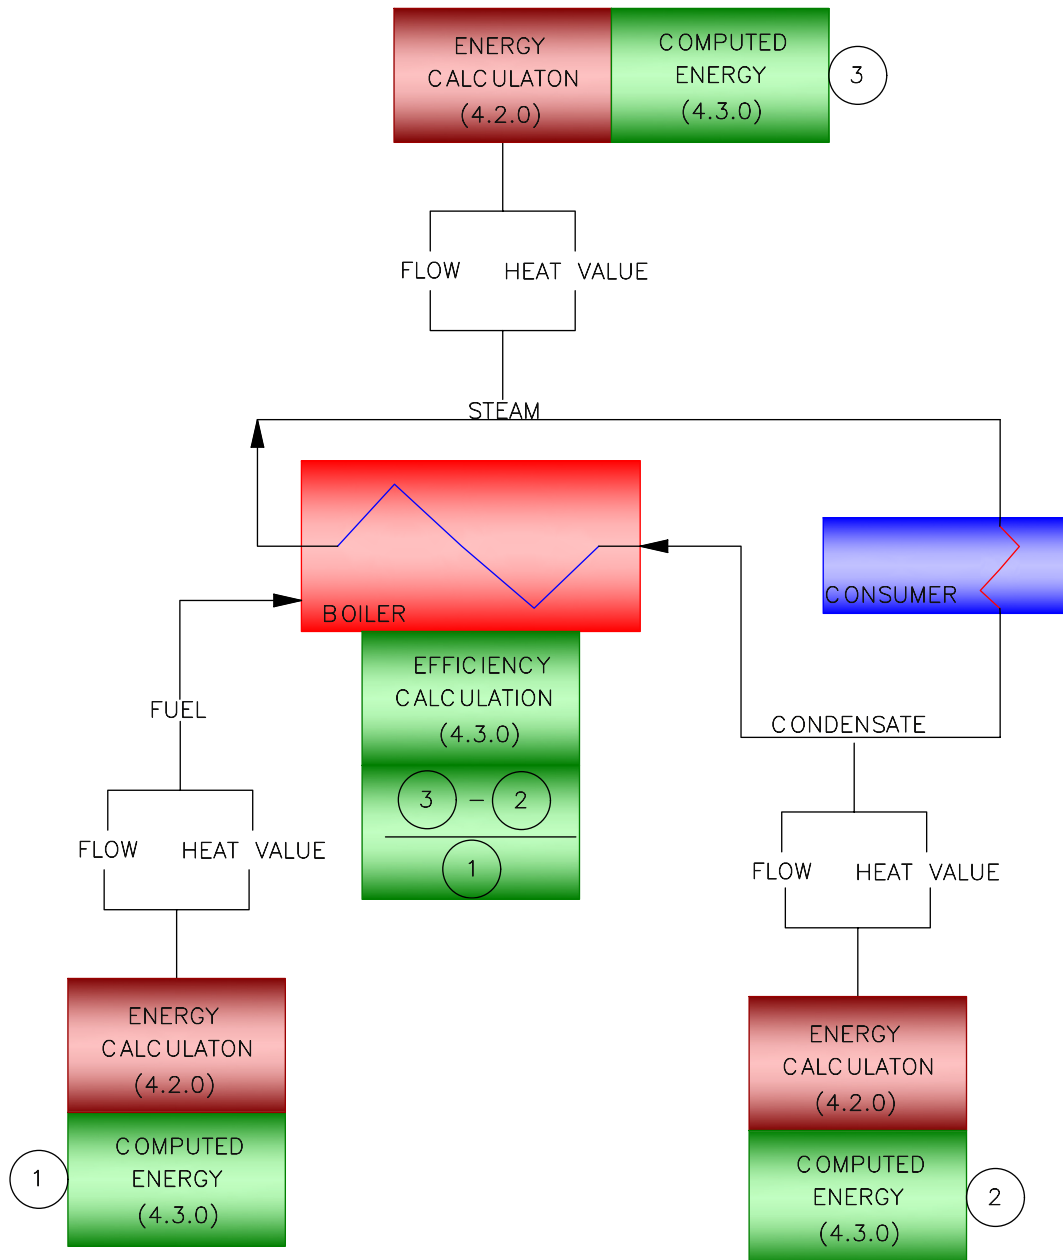 ENERGY
CALCULATON
(4.2.0)
COMPUTED
ENERGY
(4.3.0)
3
FLOW
HEAT VALUE
STEAM
BOILER
CONSUMER
EFFICIENCY
CALCULATION
(4.3.0)
3 - 2
1
FUEL
FLOW
HEAT VALUE
ENERGY
CALCULATON
(4.2.0)
COMPUTED
ENERGY
(4.3.0)
1
CONDENSATE
FLOW
HEAT VALUE
ENERGY
CALCULATON
(4.2.0)
COMPUTED
ENERGY
(4.3.0)
2